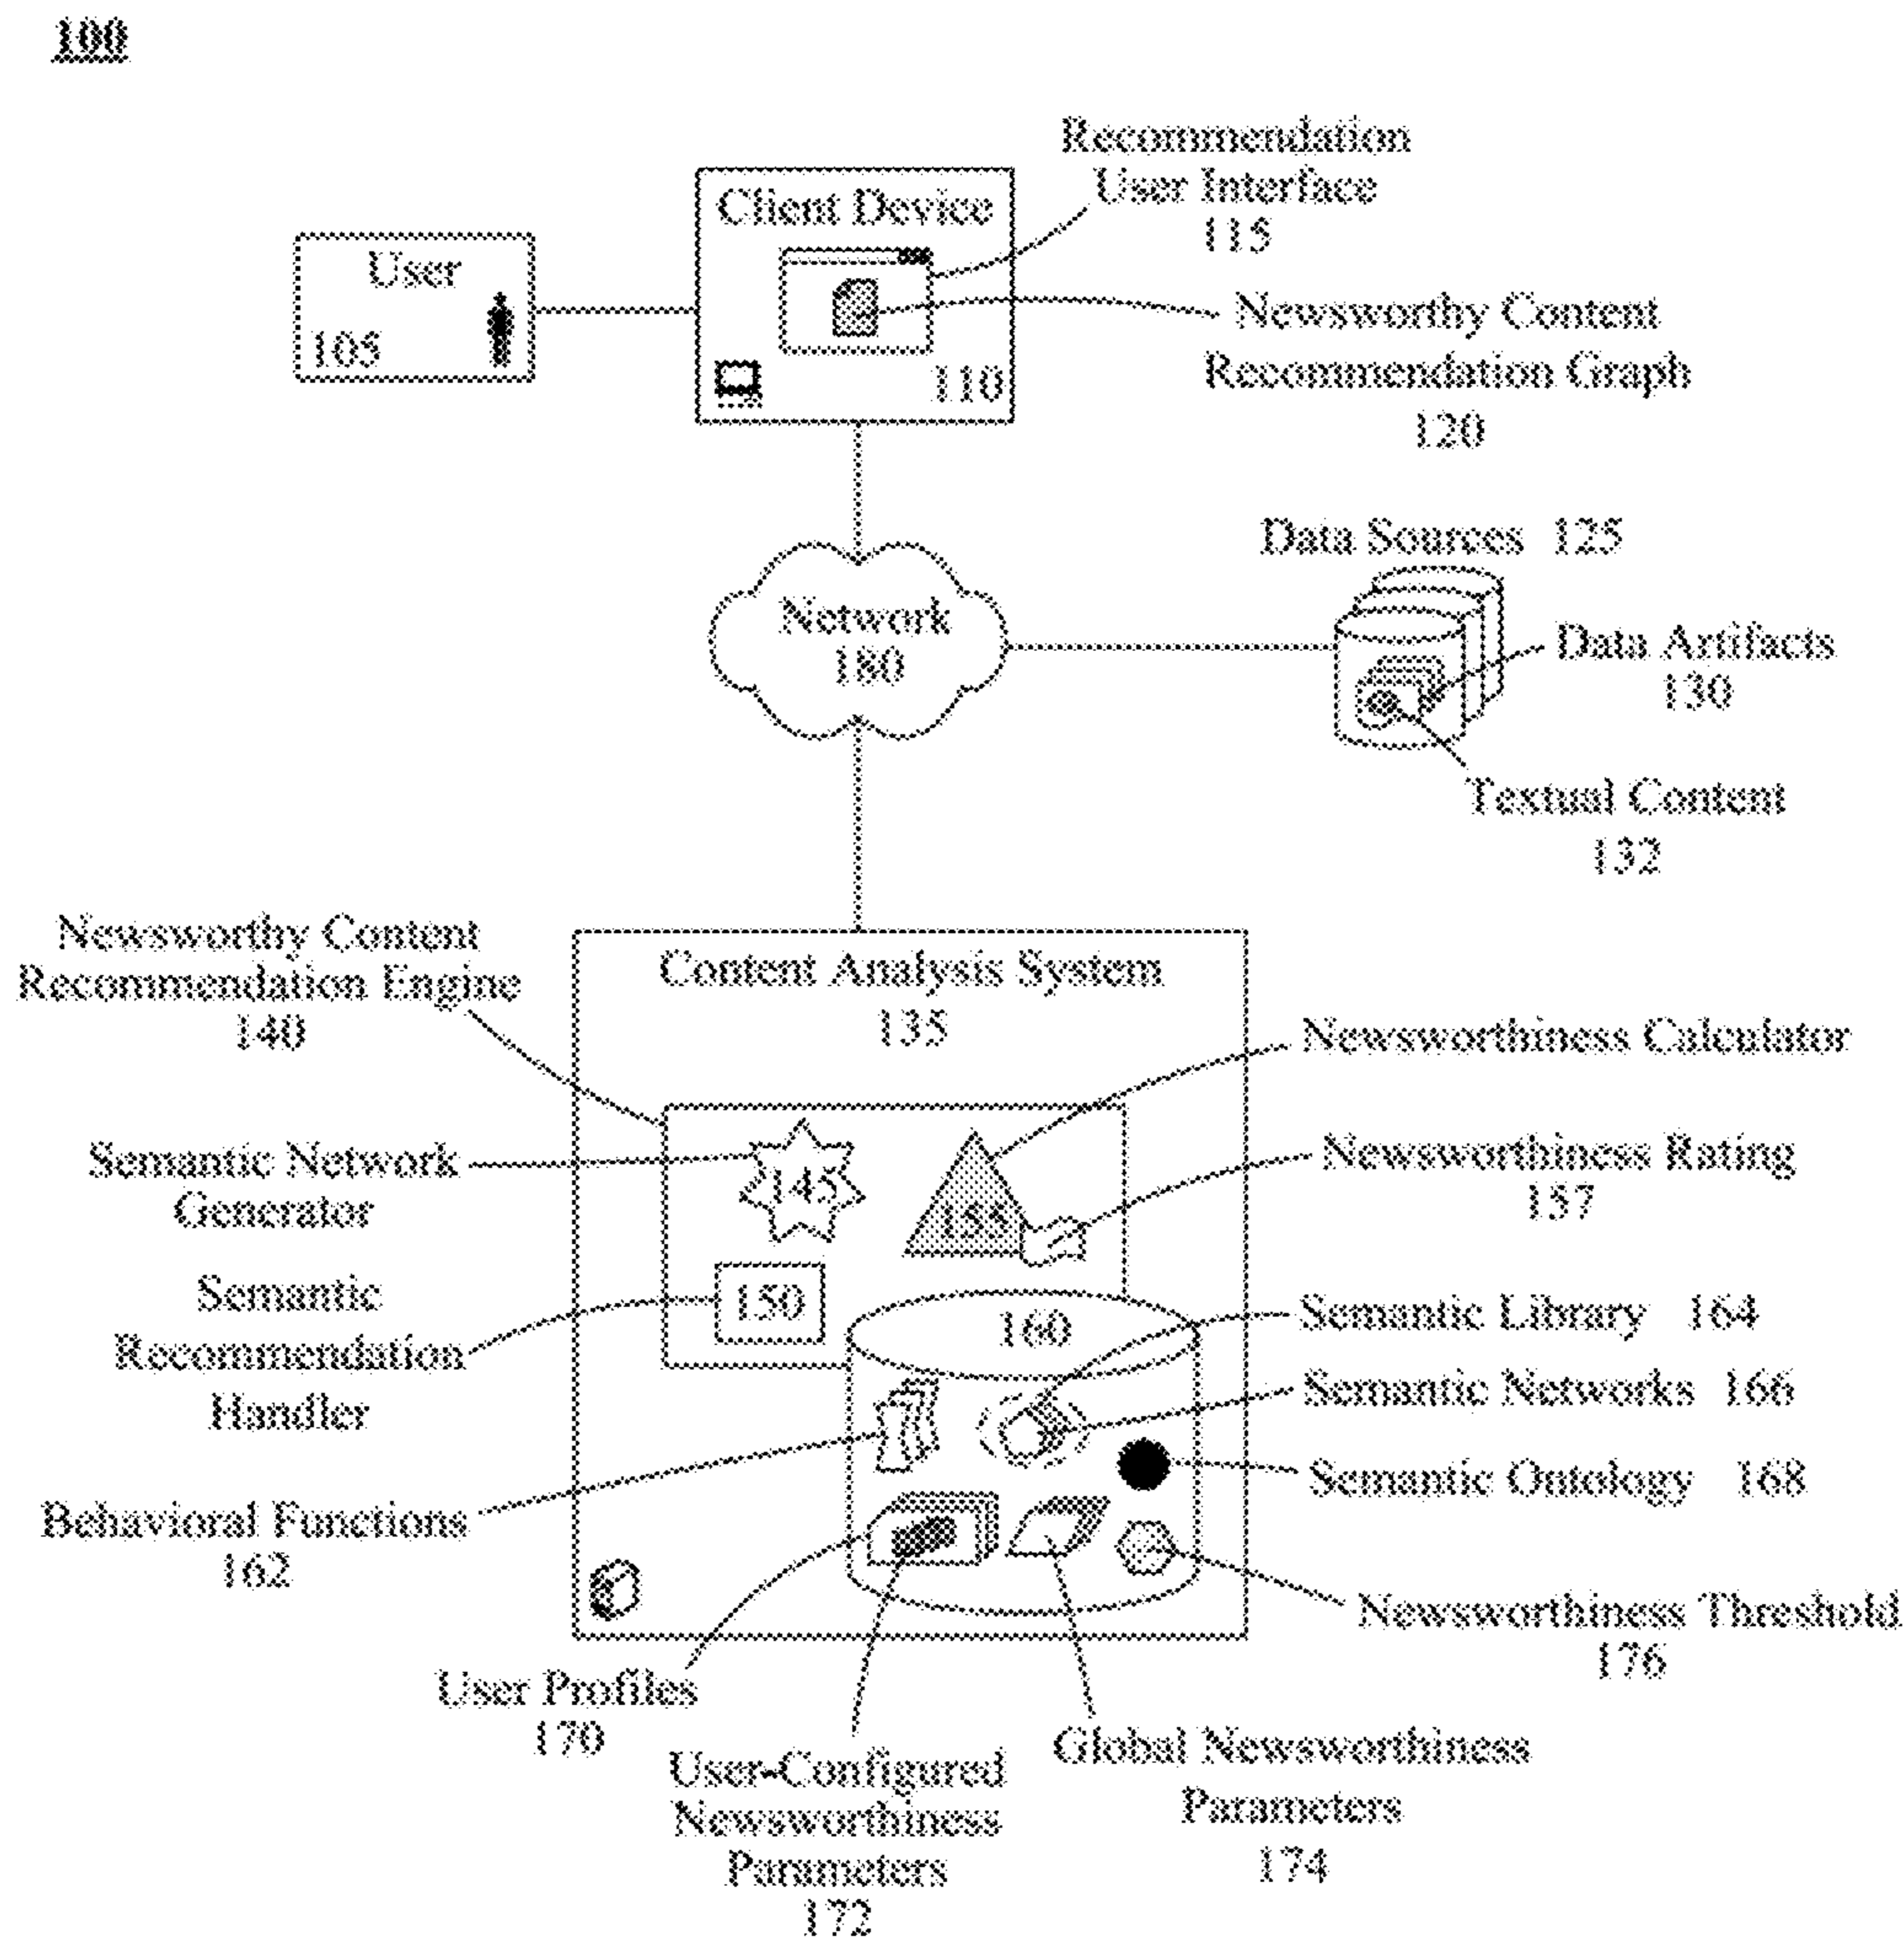 100
Recommendation
User Interface
115
Client Device
110
User
105
Newsworthy Content
Recommendation Graph
120
Data Sources 125
Network
180
Data Artifacts
130
Textual Content
132
Newsworthy Content
Recommendation Engine
140
Content Analysis System
135
Newsworthiness Calculator
Semantic Network
Generator
145
155
Newsworthiness Rating
157
Semantic
Recommendation
Handler
150
160
Semantic Library 164
Semantic Networks 166
Semantic Ontology 168
Behavioral Functions
162
Newsworthiness Threshold
176
User Profiles
170
User-Configured
Newsworthiness
Parameters
172
Global Newsworthiness
Parameters
174